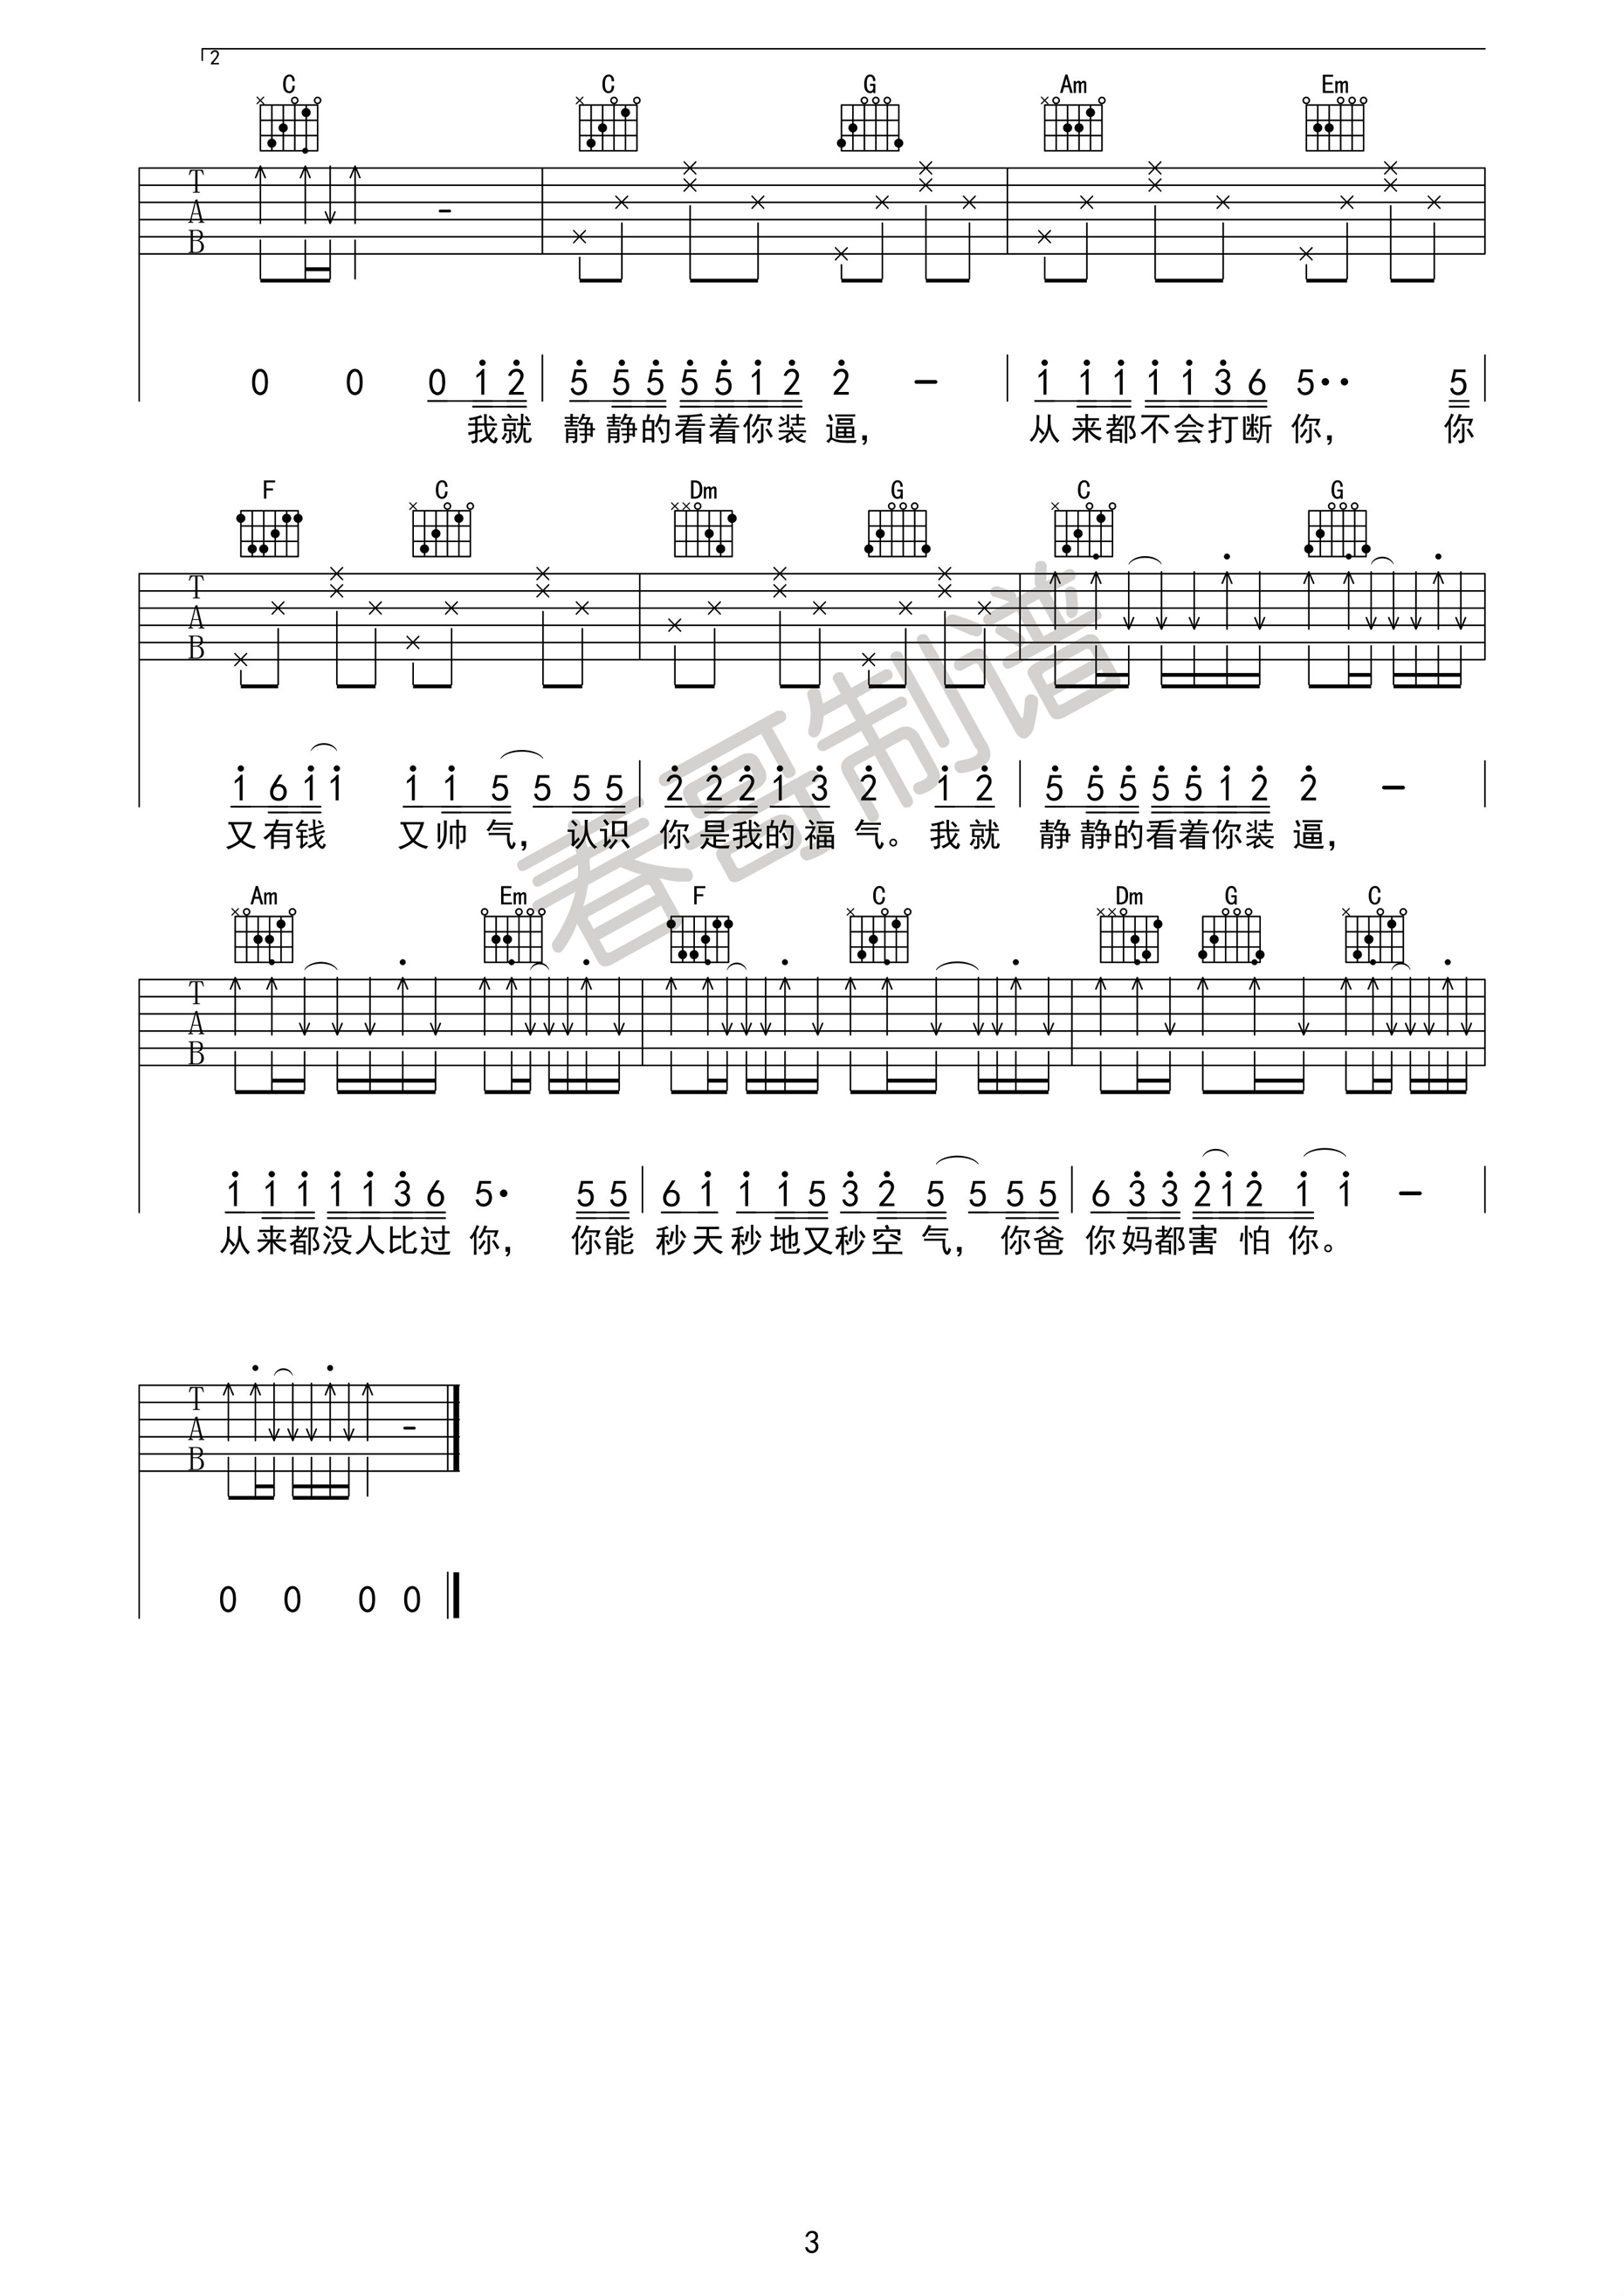 2
C C G Am Em
T
A
B
0 0 0 1 2 5 5 5 5 5 1 2 2 － 1 1 1 1 1 3 6 5·· 5
我就 静静的看着你装 逼， 从来都不会打断 你， 你
F C Dm G C G
T
A
B
1 6 1 1 1 1 5 5 5 5 2 2 2 1 3 2 1 2 5 5 5 5 5 1 2 2 －
又有钱 又帅 气， 认识 你是我的福 气。 我就 静静的看着你装 逼，
春哥制谱
Am Em F C Dm G C
T
A
B
1 1 1 1 1 3 6 5· 5 5 6 1 1 1 5 3 2 5 5 5 5 6 3 3 2 1 2 1 1 －
从来都没人比过 你， 你能 秒天秒地又秒空 气， 你爸 你妈都害 怕 你。
T
A
B
0 0 0 0
3